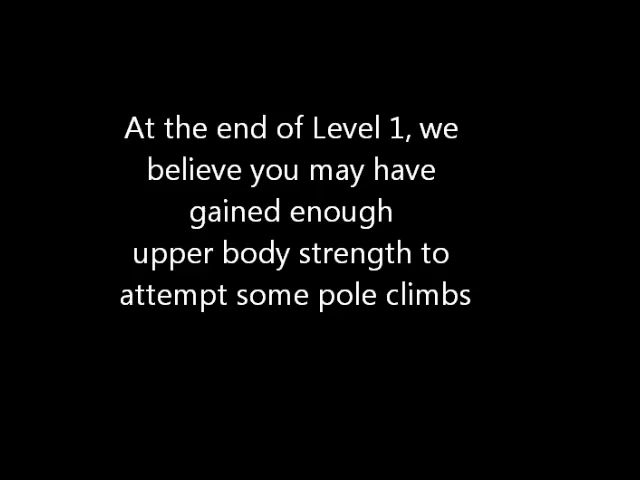 At the end of Level 1, we
believe you may have
gained enough
upper body strength to
attempt some pole climbs